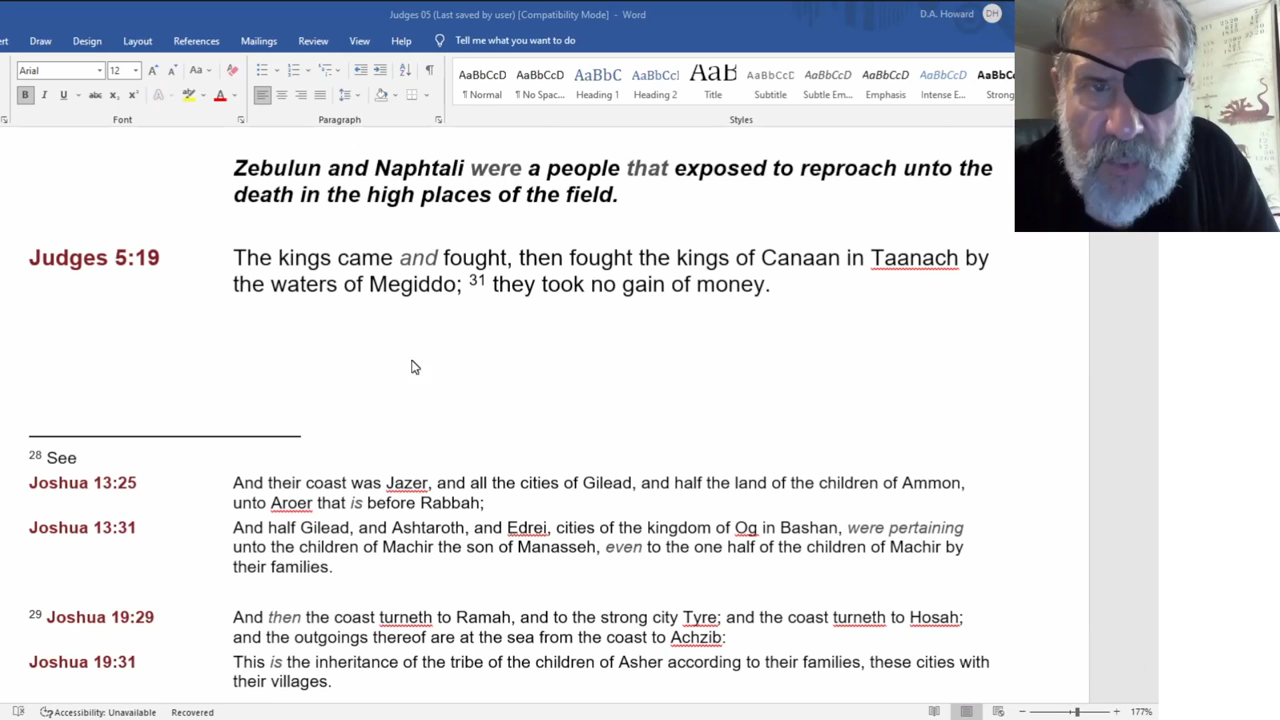 Judges 05 (Last saved by user) [Compatibility Mode] - Word
D.A. Howard DH
ert Draw Design Layout References Mailings Review View Help Tell me what you want to do
Arial 12 A A Aa
B I U abc x₂ x² A A
AaBbCcD AaBbCcD AaBbC AaBbCcl AaB AaBbCcD AaBbCcD AaBbCcD AaBbCcD AaBbCc
¶ Normal ¶ No Spac... Heading 1 Heading 2 Title Subtitle Subtle Em... Emphasis Intense E... Strong
Font Paragraph Styles
Zebulun and Naphtali were a people that exposed to reproach unto the
death in the high places of the field.
Judges 5:19 The kings came and fought, then fought the kings of Canaan in Taanach by
the waters of Megiddo; 31 they took no gain of money.
28 See
Joshua 13:25 And their coast was Jazer, and all the cities of Gilead, and half the land of the children of Ammon,
unto Aroer that is before Rabbah;
Joshua 13:31 And half Gilead, and Ashtaroth, and Edrei, cities of the kingdom of Og in Bashan, were pertaining
unto the children of Machir the son of Manasseh, even to the one half of the children of Machir by
their families.
29 Joshua 19:29 And then the coast turneth to Ramah, and to the strong city Tyre; and the coast turneth to Hosah;
and the outgoings thereof are at the sea from the coast to Achzib:
Joshua 19:31 This is the inheritance of the tribe of the children of Asher according to their families, these cities with
their villages.
Accessibility: Unavailable Recovered 177%